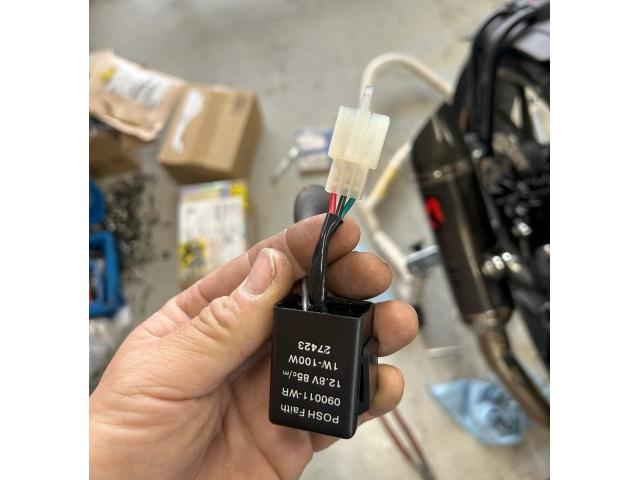 POSH Faith
090011-WR
12.8V 85c/m
1W-100W
27423